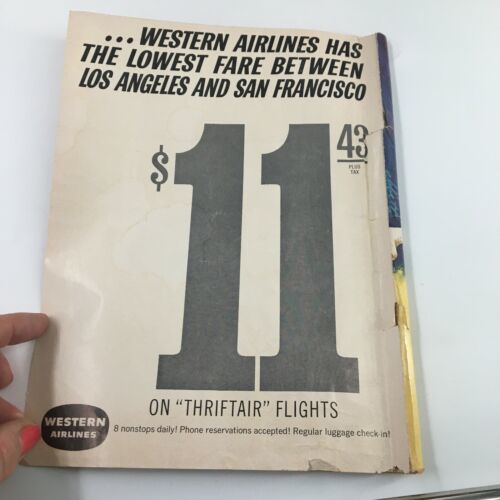 ... WESTERN AIRLINES HAS
THE LOWEST FARE BETWEEN
LOS ANGELES AND SAN FRANCISCO
$11 43
PLUS
TAX
ON "THRIFTAIR" FLIGHTS
8 nonstops daily! Phone reservations accepted! Regular luggage check-in!
WESTERN
AIRLINES